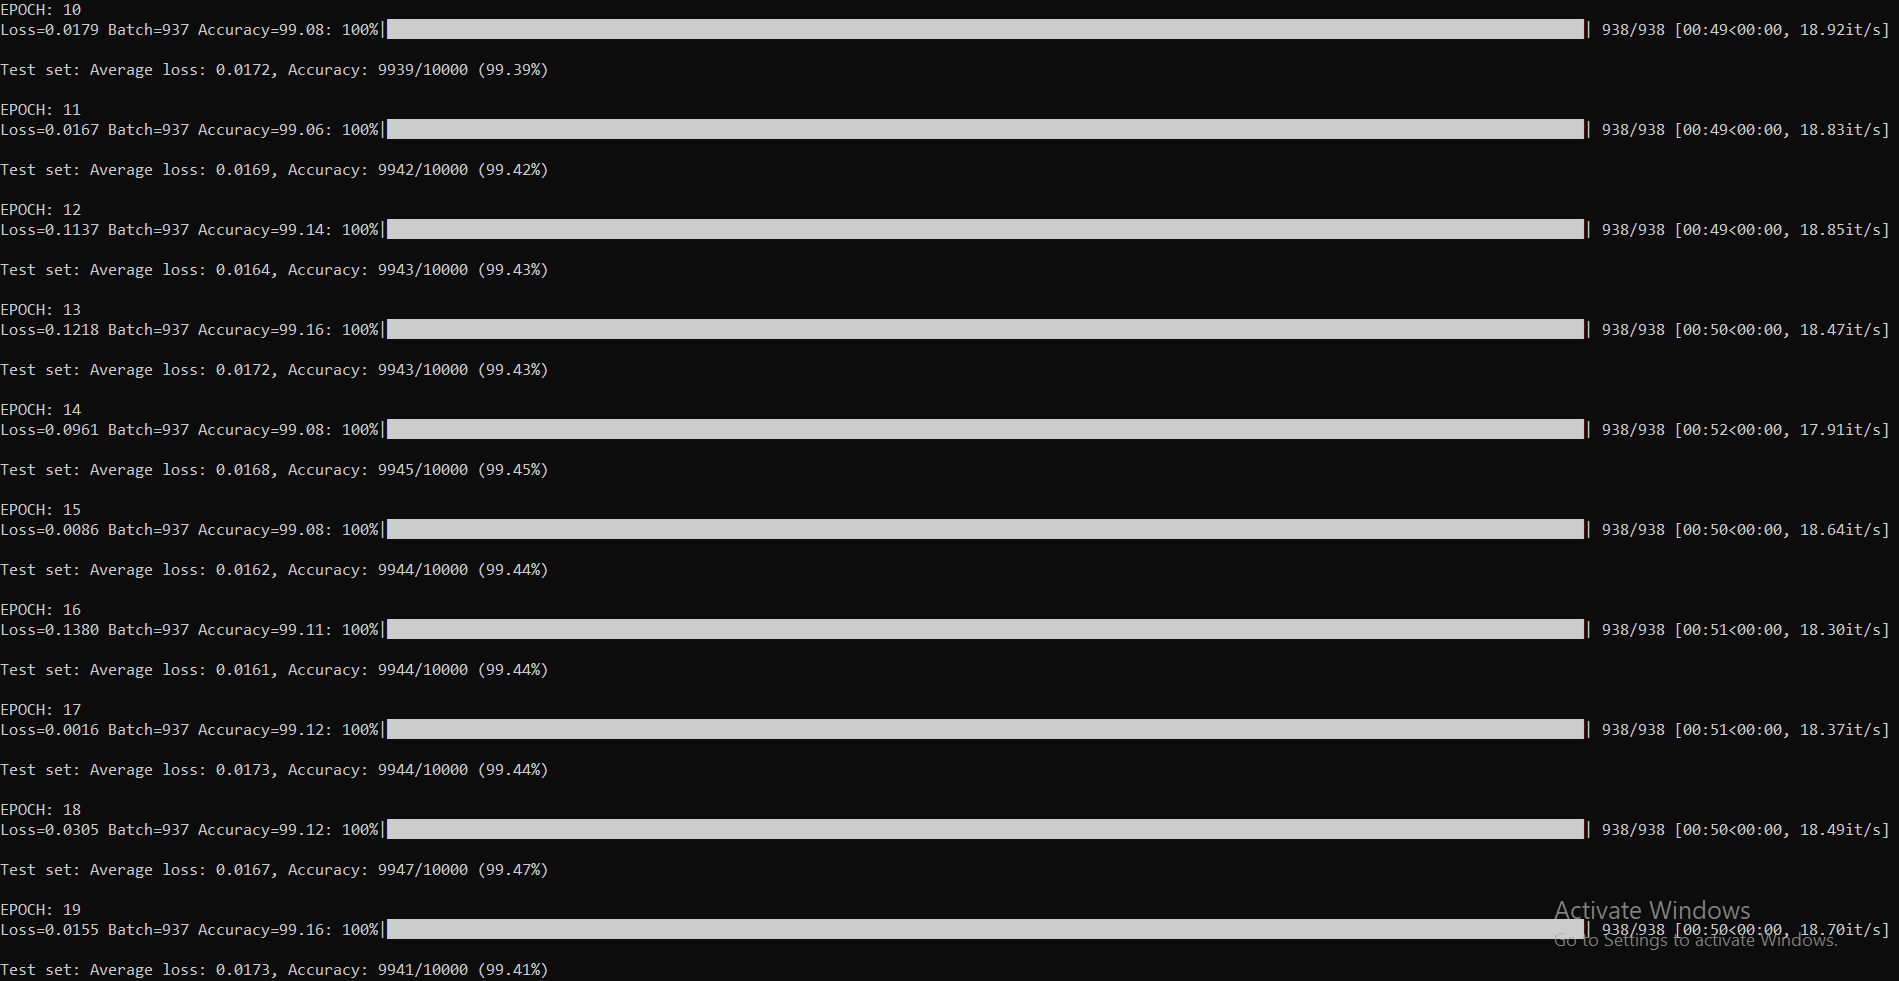 EPOCH: 10
Loss=0.0179 Batch=937 Accuracy=99.08: 100%| | 938/938 [00:49<00:00, 18.92it/s]
Test set: Average loss: 0.0172, Accuracy: 9939/10000 (99.39%)
EPOCH: 11
Loss=0.0167 Batch=937 Accuracy=99.06: 100%| | 938/938 [00:49<00:00, 18.83it/s]
Test set: Average loss: 0.0169, Accuracy: 9942/10000 (99.42%)
EPOCH: 12
Loss=0.1137 Batch=937 Accuracy=99.14: 100%| | 938/938 [00:49<00:00, 18.85it/s]
Test set: Average loss: 0.0164, Accuracy: 9943/10000 (99.43%)
EPOCH: 13
Loss=0.1218 Batch=937 Accuracy=99.16: 100%| | 938/938 [00:50<00:00, 18.47it/s]
Test set: Average loss: 0.0172, Accuracy: 9943/10000 (99.43%)
EPOCH: 14
Loss=0.0961 Batch=937 Accuracy=99.08: 100%| | 938/938 [00:52<00:00, 17.91it/s]
Test set: Average loss: 0.0168, Accuracy: 9945/10000 (99.45%)
EPOCH: 15
Loss=0.0086 Batch=937 Accuracy=99.08: 100%| | 938/938 [00:50<00:00, 18.64it/s]
Test set: Average loss: 0.0162, Accuracy: 9944/10000 (99.44%)
EPOCH: 16
Loss=0.1380 Batch=937 Accuracy=99.11: 100%| | 938/938 [00:51<00:00, 18.30it/s]
Test set: Average loss: 0.0161, Accuracy: 9944/10000 (99.44%)
EPOCH: 17
Loss=0.0016 Batch=937 Accuracy=99.12: 100%| | 938/938 [00:51<00:00, 18.37it/s]
Test set: Average loss: 0.0173, Accuracy: 9944/10000 (99.44%)
EPOCH: 18
Loss=0.0305 Batch=937 Accuracy=99.12: 100%| | 938/938 [00:50<00:00, 18.49it/s]
Test set: Average loss: 0.0167, Accuracy: 9947/10000 (99.47%)
EPOCH: 19
Activate Windows
Loss=0.0155 Batch=937 Accuracy=99.16: 100%| | 938/938 [00:50<00:00, 18.70it/s]
Go to Settings to activate Windows.
Test set: Average loss: 0.0173, Accuracy: 9941/10000 (99.41%)